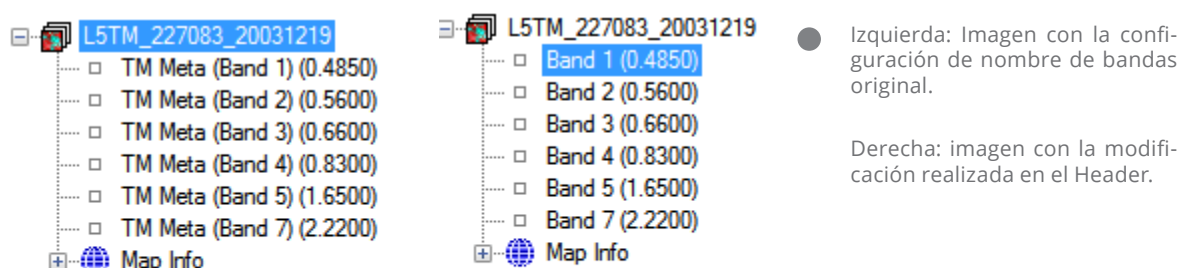 L5TM_227083_20031219
TM Meta (Band 1) (0.4850)
TM Meta (Band 2) (0.5600)
TM Meta (Band 3) (0.6600)
TM Meta (Band 4) (0.8300)
TM Meta (Band 5) (1.6500)
TM Meta (Band 7) (2.2200)
Map Info
L5TM_227083_20031219
Band 1 (0.4850)
Band 2 (0.5600)
Band 3 (0.6600)
Band 4 (0.8300)
Band 5 (1.6500)
Band 7 (2.2200)
Map Info
Izquierda: Imagen con la confi-
guración de nombre de bandas
original.
Derecha: imagen con la modifi-
cación realizada en el Header.